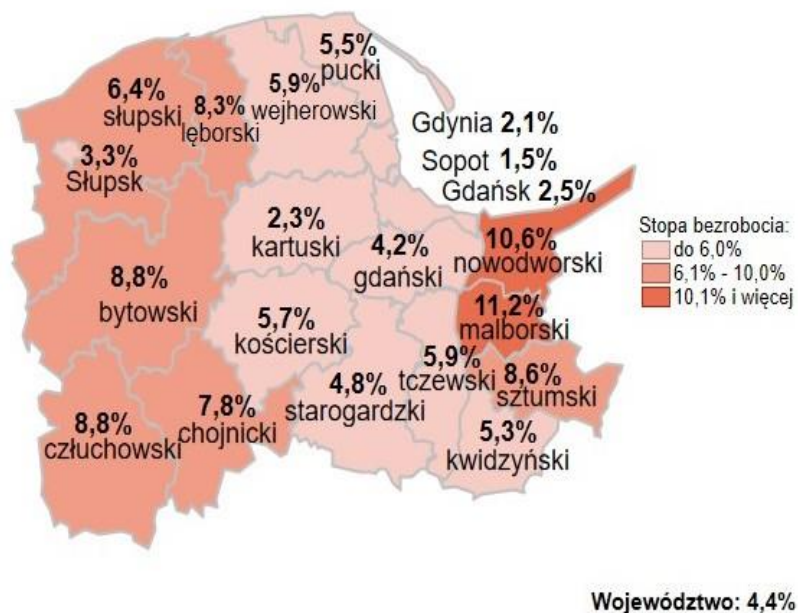 5,5%
pucki
6,4%
słupski
8,3%
lęborski
5,9%
wejherowski
Gdynia 2,1%
Sopot 1,5%
Gdańsk 2,5%
3,3%
Słupsk
2,3%
kartuski
4,2%
gdański
10,6%
nowodworski
Stopa bezrobocia:
do 6,0%
6,1% - 10,0%
10,1% i więcej
8,8%
bytowski
5,7%
kościerski
11,2%
malborski
5,9%
tczewski
8,6%
sztumski
8,8%
człuchowski
7,8%
chojnicki
4,8%
starogardzki
5,3%
kwidzyński
Województwo: 4,4%